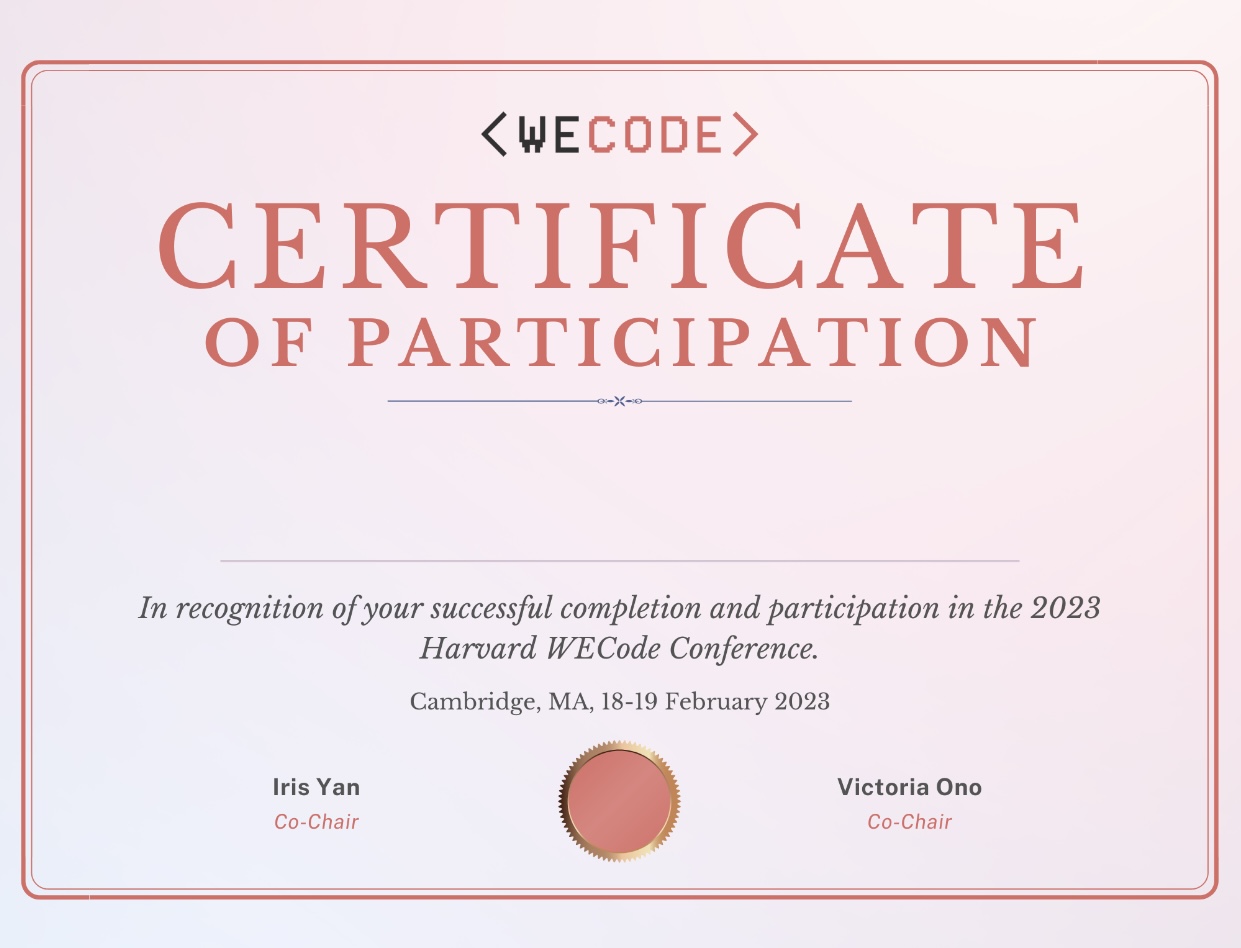 <WECODE>
CERTIFICATE
OF PARTICIPATION
In recognition of your successful completion and participation in the 2023
Harvard WECode Conference.
Cambridge, MA, 18-19 February 2023
Iris Yan
Victoria Ono
Co-Chair
Co-Chair